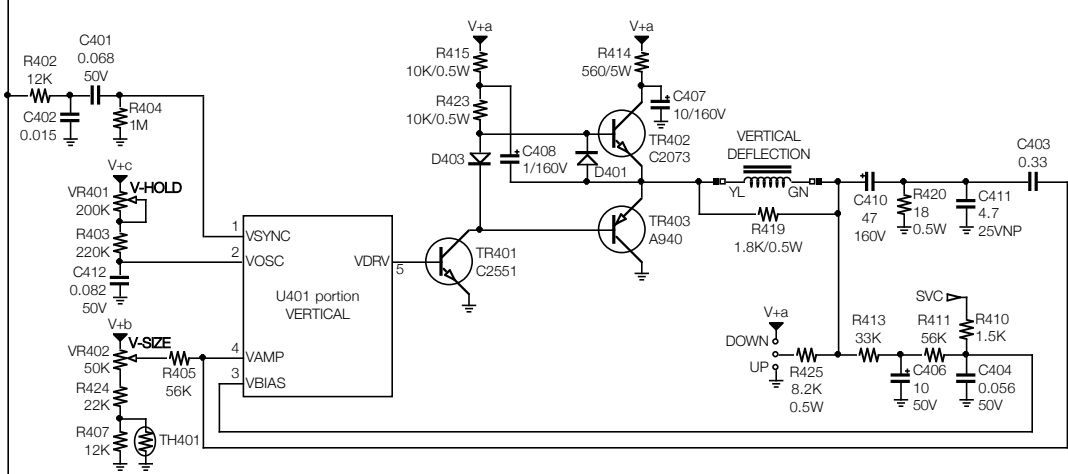 R402
12K
C401
0.068
50V
C402
0.015
R404
1M
V+c
VR401
200K
V-HOLD
R403
220K
C412
0.082
50V
V+b
VR402
50K
V-SIZE
R405
56K
R424
22K
R407
12K
TH401
1
VSYNC
2
VOSC
VDRV
5
U401 portion
VERTICAL
4
VAMP
3
VBIAS
TR401
C2551
V+a
R415
10K/0.5W
R423
10K/0.5W
D403
C408
1/160V
D401
V+a
R414
560/5W
C407
10/160V
TR402
C2073
TR403
A940
VERTICAL
DEFLECTION
YL
GN
R419
1.8K/0.5W
C410
47
160V
R420
18
0.5W
C411
4.7
25VNP
C403
0.33
V+a
DOWN
UP
R425
8.2K
0.5W
R413
33K
C406
10
50V
R411
56K
SVC
R410
1.5K
C404
0.056
50V